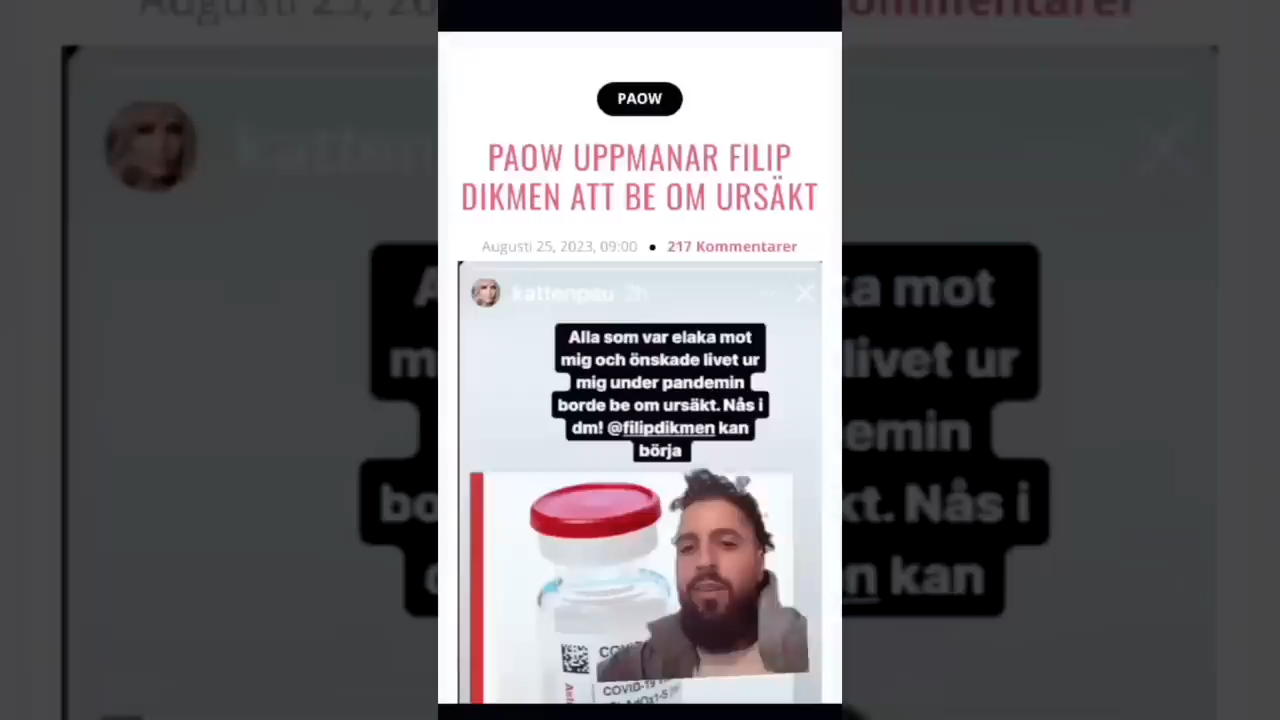 PAOW
PAOW UPPMANAR FILIP
DIKMEN ATT BE OM URSÄKT
Augusti 25, 2023, 09:00 • 217 Kommentarer
kattenpau 2h
Alla som var elaka mot
mig och önskade livet ur
mig under pandemin
borde be om ursäkt. Nås i
dm! @filipdikmen kan
börja
COVID-19